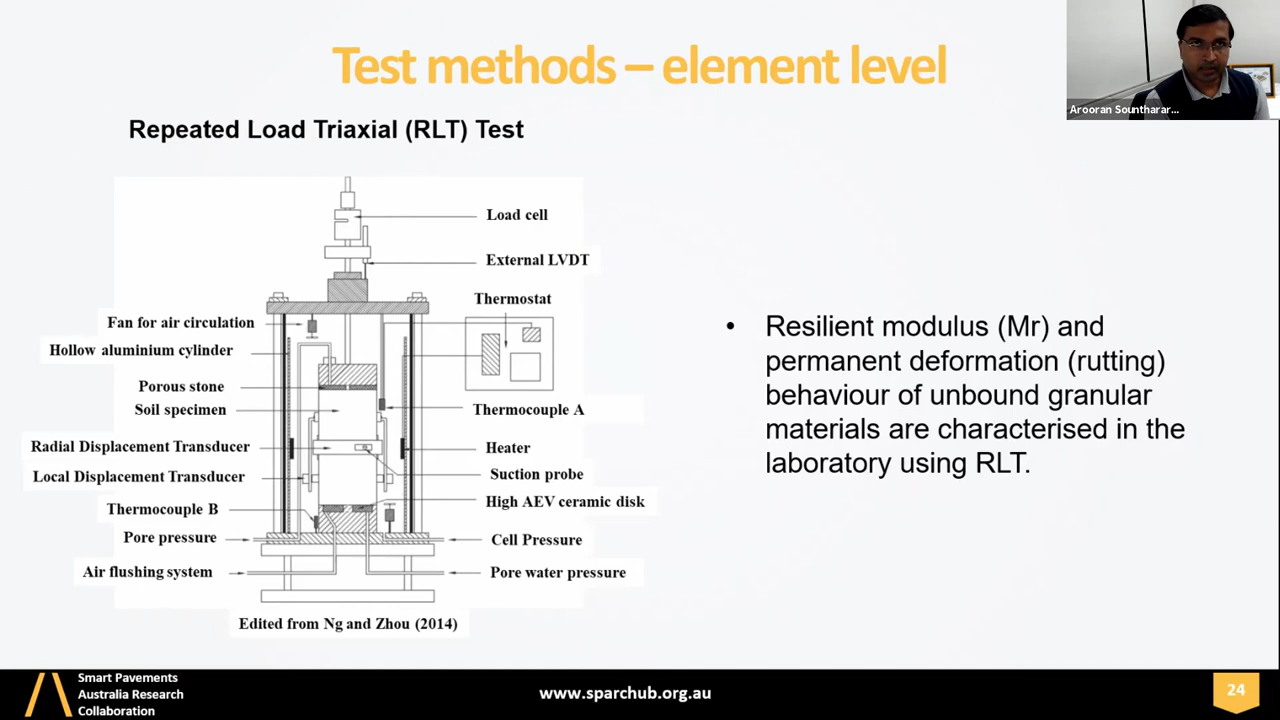 Test methods – element level
Arooran Sountharar...
Repeated Load Triaxial (RLT) Test
Load cell
External LVDT
Thermostat
Fan for air circulation
Hollow aluminium cylinder
Porous stone
Soil specimen
Thermocouple A
Radial Displacement Transducer
Heater
Local Displacement Transducer
Suction probe
Thermocouple B
High AEV ceramic disk
Pore pressure
Cell Pressure
Air flushing system
Pore water pressure
Edited from Ng and Zhou (2014)
• Resilient modulus (Mr) and
permanent deformation (rutting)
behaviour of unbound granular
materials are characterised in the
laboratory using RLT.
Smart Pavements
Australia Research
Collaboration
www.sparchub.org.au
24